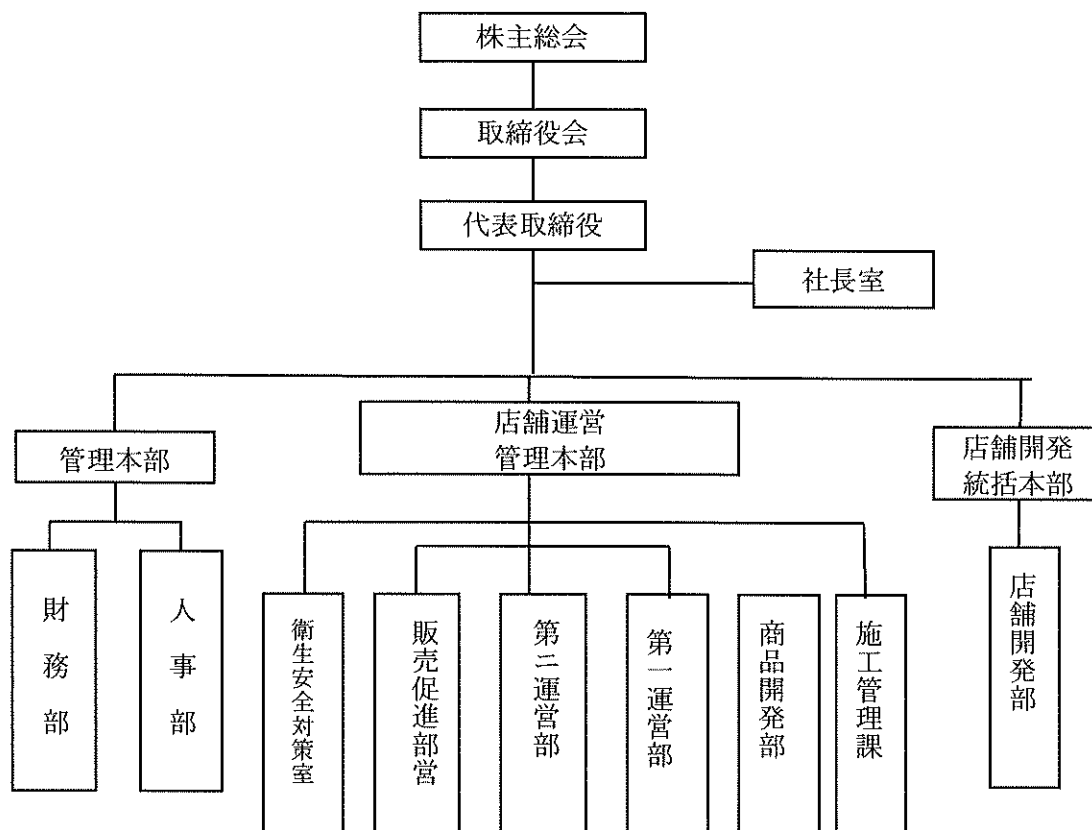 株主総会
取締役会
代表取締役
社長室
管理本部
店舗運営
管理本部
店舗開発
統括本部
財務部
人事部
衛生安全対策室
販売促進部営
第二運営部
第一運営部
商品開発部
施工管理課
店舗開発部